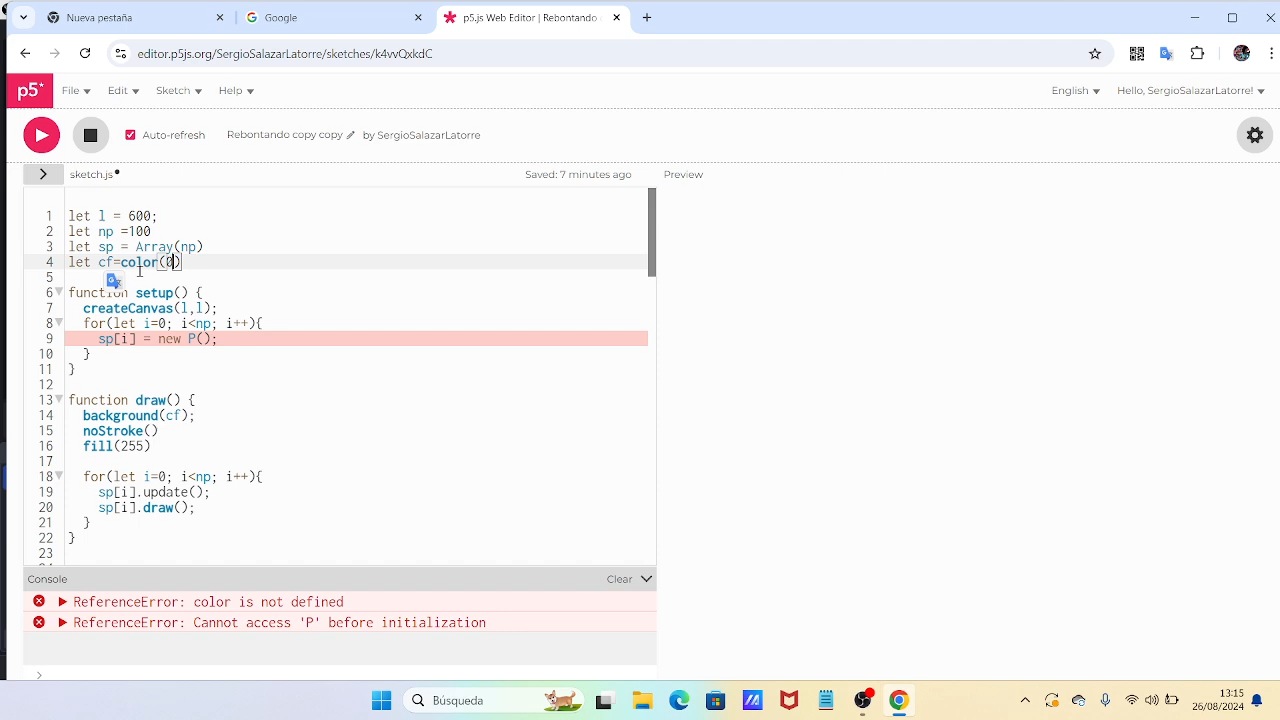 Nueva pestaña
Google
p5.js Web Editor | Rebontando
editor.p5js.org/SergioSalazarLatorre/sketches/k4vvQxkdC
p5*
File
Edit
Sketch
Help
English
Hello, SergioSalazarLatorre!
Auto-refresh
Rebontando copy copy
by SergioSalazarLatorre
sketch.js
Saved: 7 minutes ago
Preview
1 let l = 600;
2 let np =100
3 let sp = Array(np)
4 let cf=color(0)
5
6 function setup() {
7 createCanvas(l,l);
8 for(let i=0; i<np; i++){
9 sp[i] = new P();
10 }
11 }
12
13 function draw() {
14 background(cf);
15 noStroke()
16 fill(255)
17
18 for(let i=0; i<np; i++){
19 sp[i].update();
20 sp[i].draw();
21 }
22 }
23
Console
Clear
ReferenceError: color is not defined
ReferenceError: Cannot access 'P' before initialization
>
Búsqueda
13:15
26/08/2024